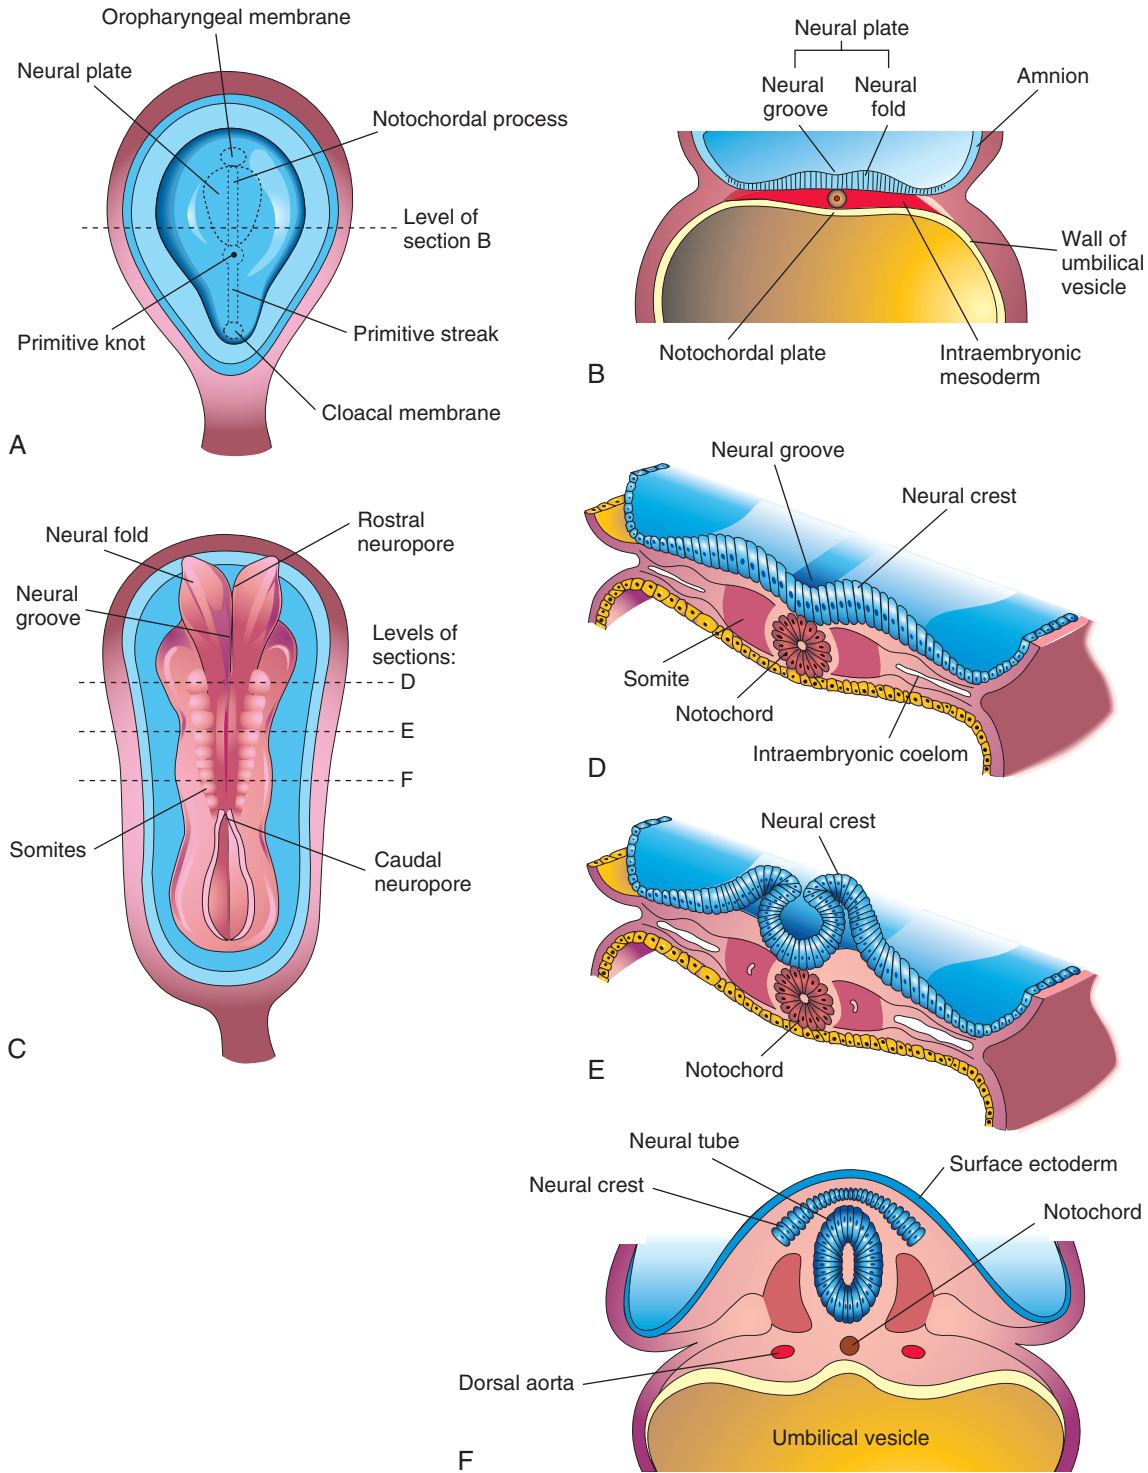 Oropharyngeal membrane
Neural plate
Notochordal process
Level of
section B
Primitive knot
Primitive streak
Cloacal membrane
A
Neural plate
Neural
groove
Neural
fold
Amnion
Wall of
umbilical
vesicle
Notochordal plate
Intraembryonic
mesoderm
B
Neural fold
Rostral
neuropore
Neural
groove
Levels of
sections:
D
E
F
Somites
Caudal
neuropore
C
Neural groove
Neural crest
Somite
Notochord
Intraembryonic coelom
D
Neural crest
Notochord
E
Neural tube
Surface ectoderm
Neural crest
Notochord
Dorsal aorta
Umbilical vesicle
F